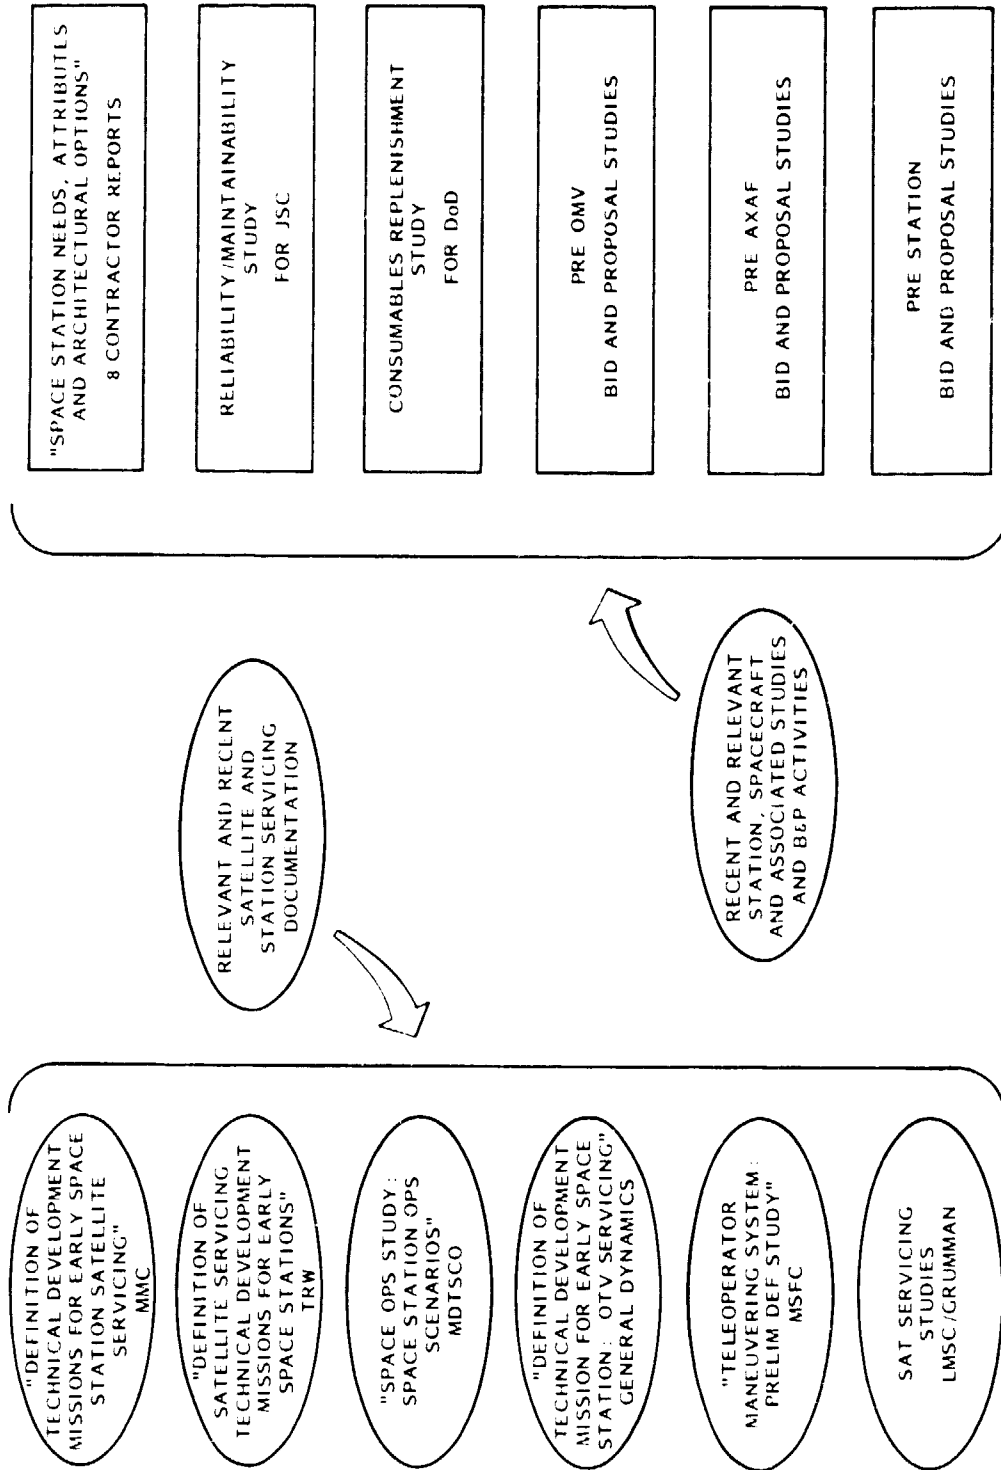 "DEFINITION OF
TECHNICAL DEVELOPMENT
MISSIONS FOR EARLY SPACE
STATION SATELLITE
SERVICING"
MMC
"DEFINITION OF
SATELLITE SERVICING
TECHNICAL DEVELOPMENT
MISSIONS FOR EARLY
SPACE STATIONS"
TRW
"SPACE OPS STUDY:
SPACE STATION OPS
SCENARIOS"
MDTSCO
"DEFINITION OF
TECHNICAL DEVELOPMENT
MISSION FOR EARLY SPACE
STATION: OTV SERVICING"
GENERAL DYNAMICS
"TELEOPERATOR
MANEUVERING SYSTEM:
PRELIM DEF STUDY"
MSFC
SAT SERVICING
STUDIES
LMSC/GRUMMAN
RELEVANT AND RECENT
SATELLITE AND
STATION SERVICING
DOCUMENTATION
RECENT AND RELEVANT
STATION, SPACECRAFT
AND ASSOCIATED STUDIES
AND B&P ACTIVITIES
"SPACE STATION NEEDS, ATTRIBUTES
AND ARCHITECTURAL OPTIONS"
8 CONTRACTOR REPORTS
RELIABILITY/MAINTAINABILITY
STUDY
FOR JSC
CONSUMABLES REPLENISHMENT
STUDY
FOR DoD
PRE OMV
BID AND PROPOSAL STUDIES
PRE AXAF
BID AND PROPOSAL STUDIES
PRE STATION
BID AND PROPOSAL STUDIES